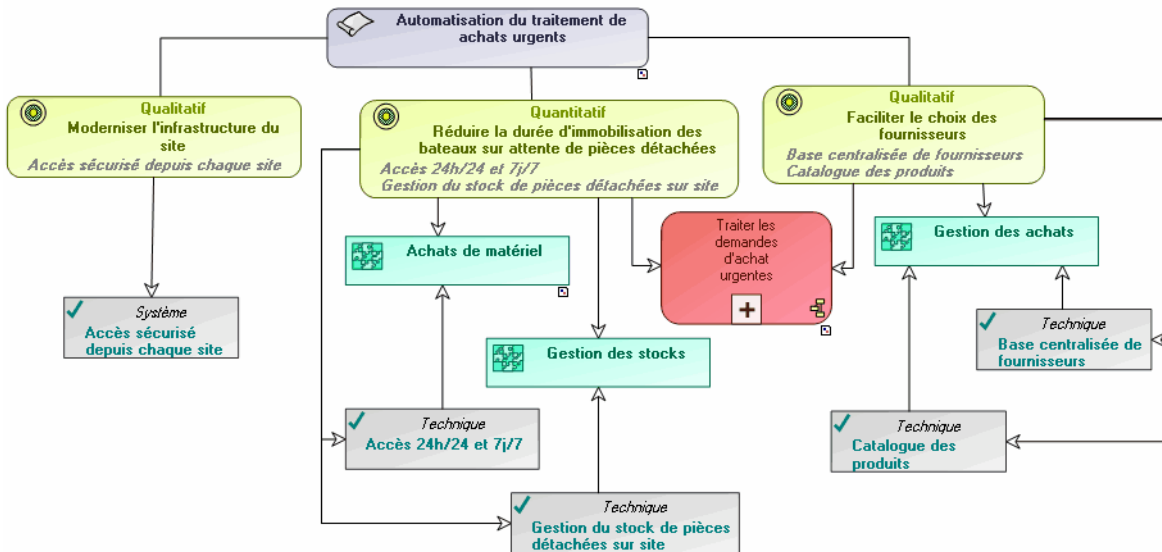 Automatisation du traitement de
achats urgents
Qualitatif
Moderniser l'infrastructure du
site
Accès sécurisé depuis chaque site
Quantitatif
Réduire la durée d'immobilisation des
bateaux sur attente de pièces détachées
Accès 24h/24 et 7j/7
Gestion du stock de pièces détachées sur site
Qualitatif
Faciliter le choix des
fournisseurs
Base centralisée de fournisseurs
Catalogue des produits
Achats de matériel
Traiter les
demandes
d'achat
urgentes
Gestion des achats
Système
Accès sécurisé
depuis chaque site
Gestion des stocks
Technique
Base centralisée de
fournisseurs
Technique
Accès 24h/24 et 7j/7
Technique
Catalogue des
produits
Technique
Gestion du stock de pièces
détachées sur site